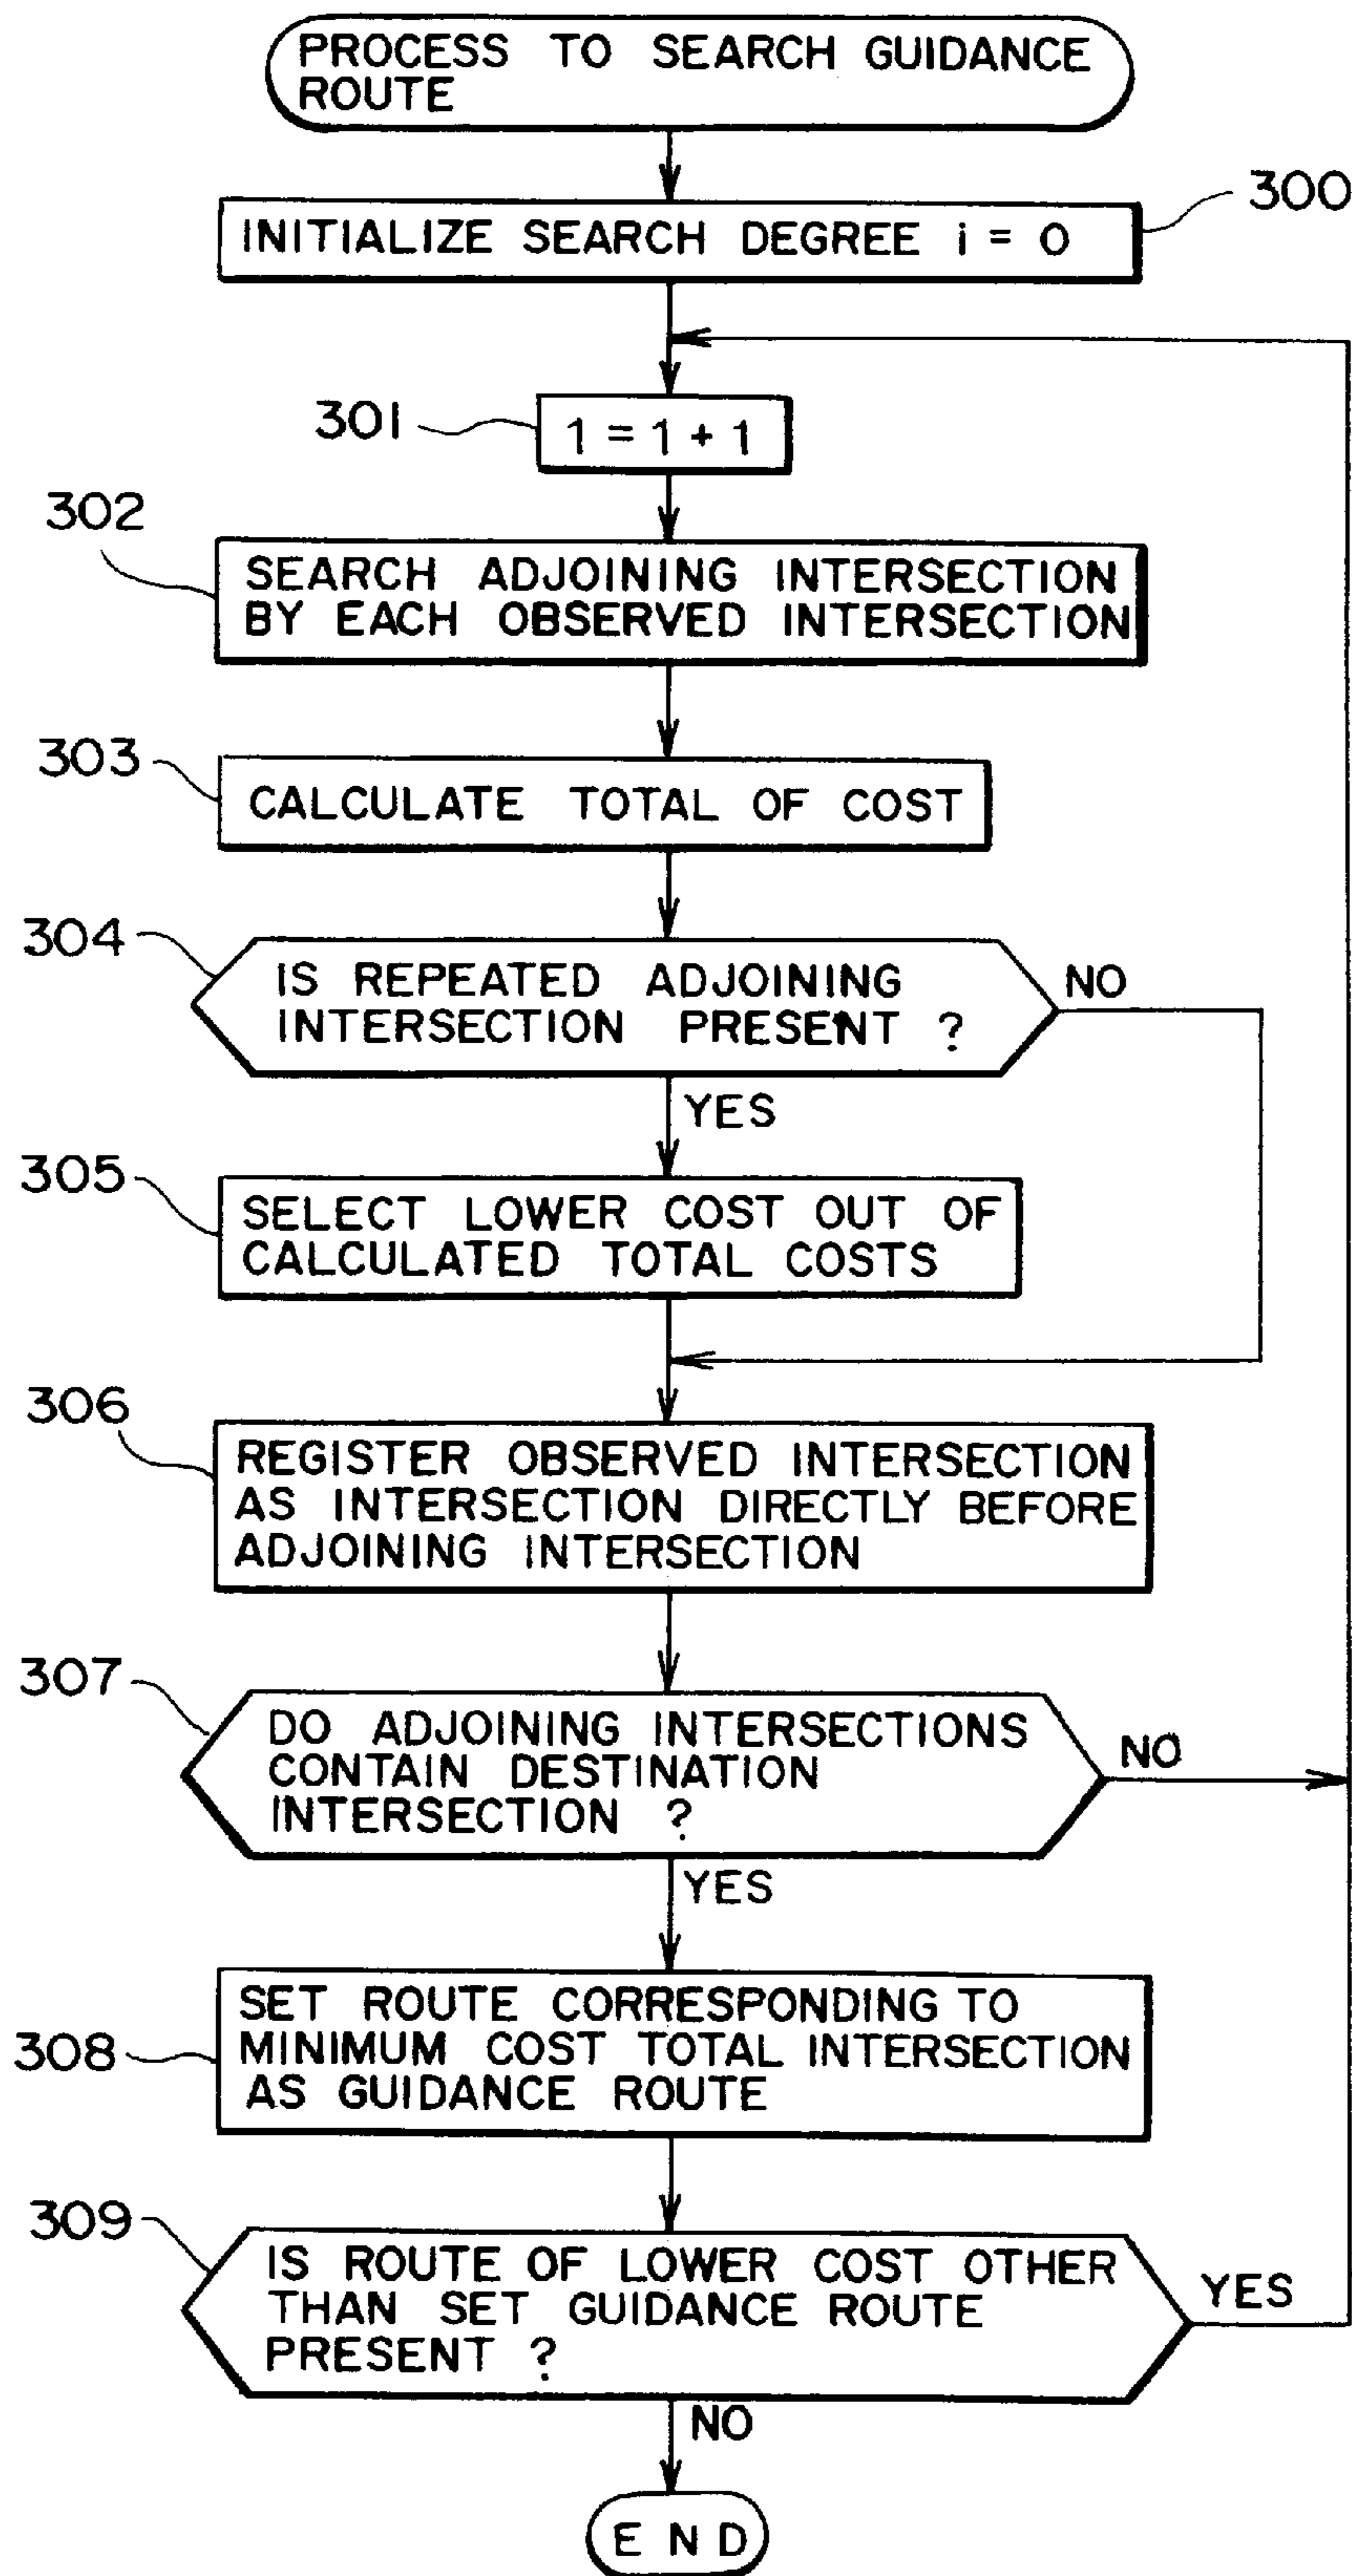 PROCESS TO SEARCH GUIDANCE
ROUTE
300
INITIALIZE SEARCH DEGREE i = 0
301
1 = 1 + 1
302
SEARCH ADJOINING INTERSECTION
BY EACH OBSERVED INTERSECTION
303
CALCULATE TOTAL OF COST
304
IS REPEATED ADJOINING
INTERSECTION PRESENT ?
NO
YES
305
SELECT LOWER COST OUT OF
CALCULATED TOTAL COSTS
306
REGISTER OBSERVED INTERSECTION
AS INTERSECTION DIRECTLY BEFORE
ADJOINING INTERSECTION
307
DO ADJOINING INTERSECTIONS
CONTAIN DESTINATION
INTERSECTION ?
NO
YES
308
SET ROUTE CORRESPONDING TO
MINIMUM COST TOTAL INTERSECTION
AS GUIDANCE ROUTE
309
IS ROUTE OF LOWER COST OTHER
THAN SET GUIDANCE ROUTE
PRESENT ?
YES
NO
END